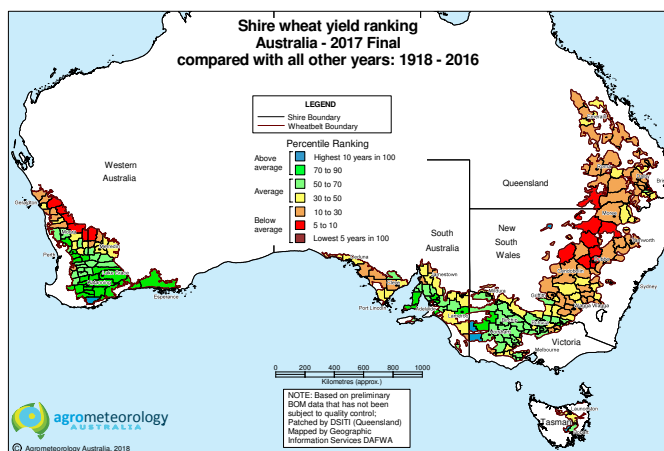 Shire wheat yield ranking
Australia - 2017 Final
compared with all other years: 1918 - 2016
LEGEND
Shire Boundary
Wheatbelt Boundary
Percentile Ranking
Above
average
Highest 10 years in 100
70 to 90
Average
50 to 70
30 to 50
Below
average
10 to 30
5 to 10
Lowest 5 years in 100
Western
Australia
Queensland
South
Australia
New
South
Wales
Victoria
Tasman
Geraldton
Perth
Esperance
Ceduna
Port Lincoln
Melbourne
Sydney
Launceston
0 200 400 600 800 1000
Kilometres (approx.)
NOTE: Based on preliminary
BOM data that has not been
subject to quality control;
Patched by DSITI (Queensland)
Mapped by Geographic
Information Services DAFWA
agrometeorology
AUSTRALIA
© Agrometeorology Australia, 2018